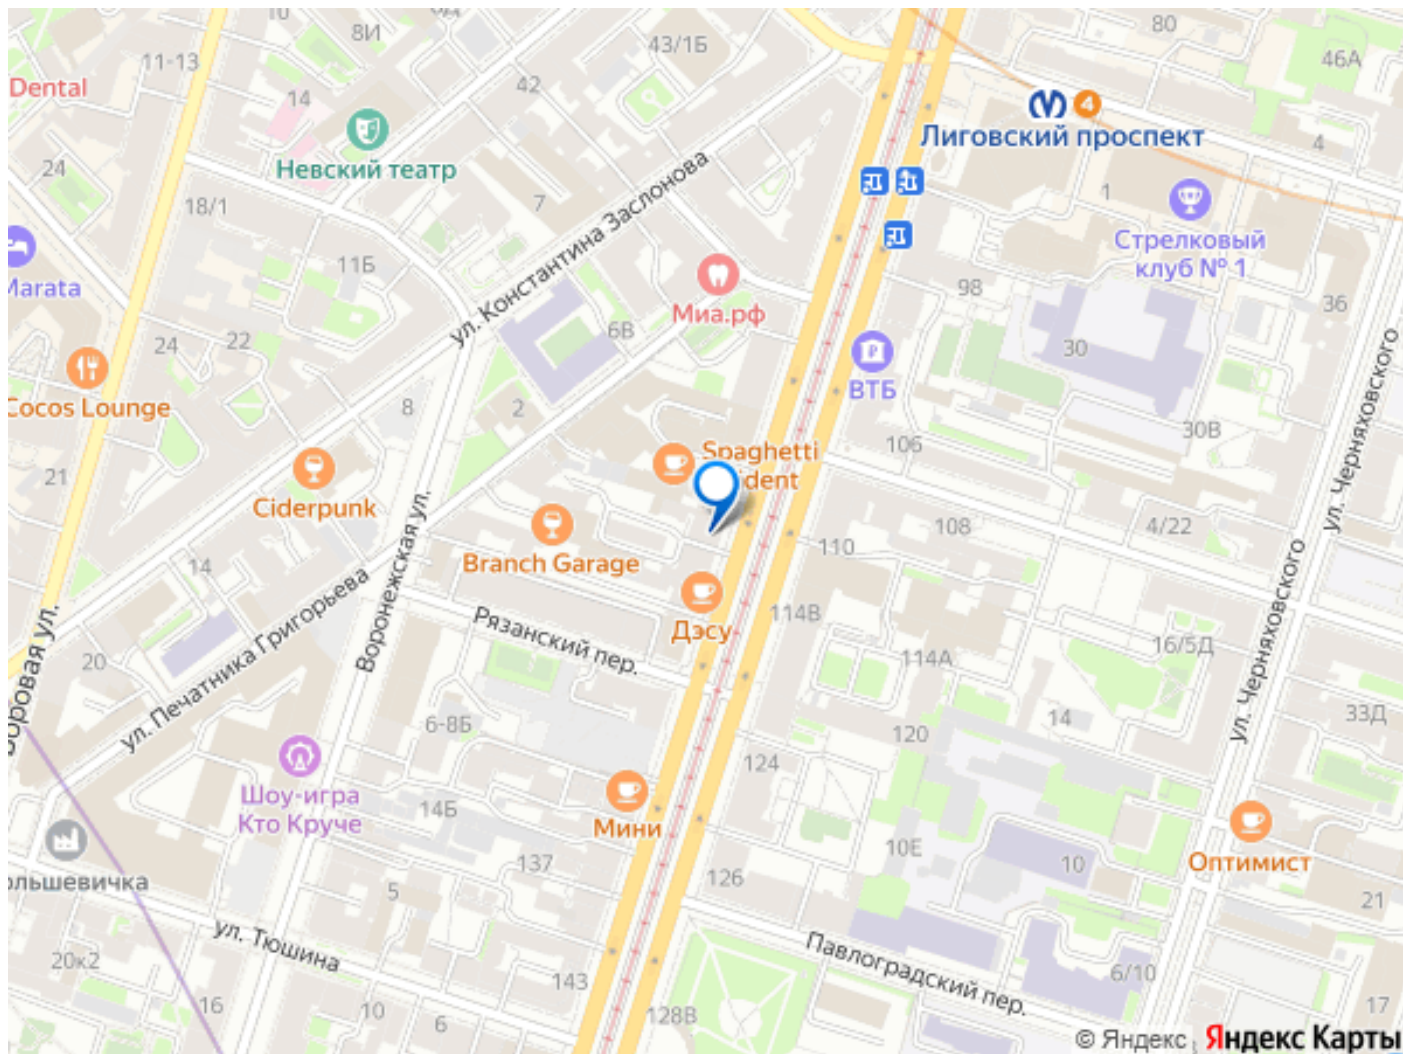 10
8И
43/1Б
80
46А
11-13
Dental
14
42
4
Лиговский проспект
4
Невский театр
24
18/1
7
1
Стрелковый
клуб № 1
ул. Константина Заслонова
11Б
Marata
Миа.рф
6В
98
36
24
22
30
ВТБ
Cocos Lounge
8
2
106
30В
ул. Черняховского
21
Spaghetti
dent
Ciderpunk
108
4/22
Branch Garage
110
14
Воронежская ул.
ул. Печатника Григорьева
Рязанский пер.
Дэсу
114В
114А
16/5Д
ул. Черняховского
20
6-8Б
14
33Д
120
124
Шоу-игра
Кто Круче
14Б
Мини
10Е
10
Оптимист
137
126
5
21
ул. Тюшина
Павлоградский пер.
20к2
143
6/10
16
10
6
128В
17
© Яндекс
Яндекс Карты